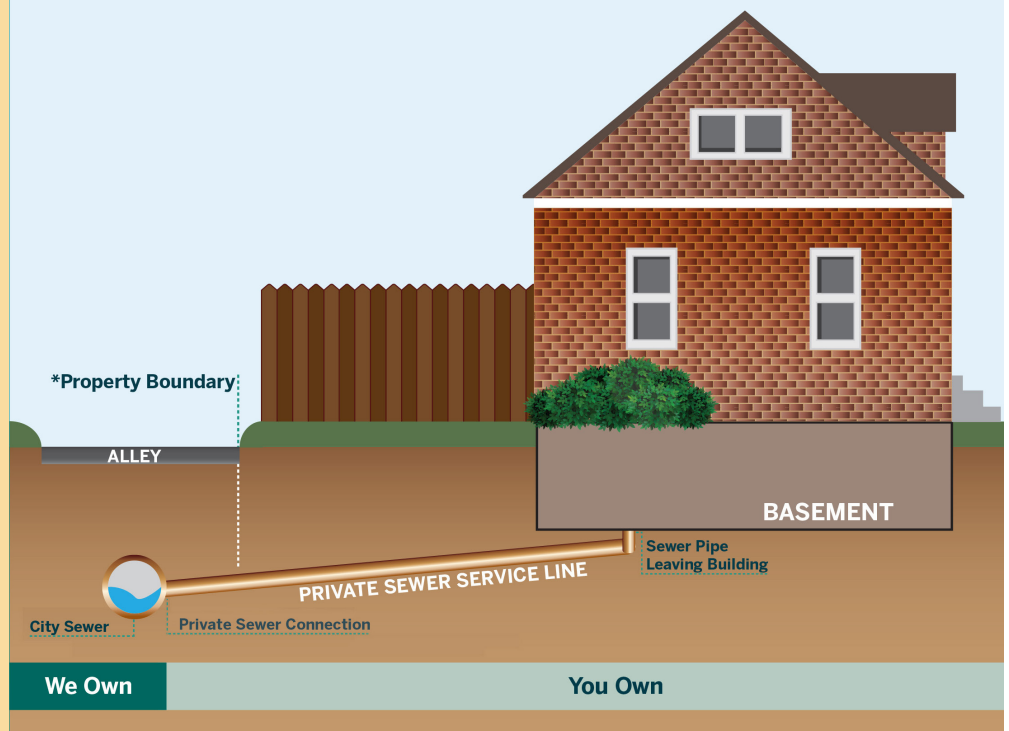 *Property Boundary
ALLEY
BASEMENT
Sewer Pipe
Leaving Building
PRIVATE SEWER SERVICE LINE
City Sewer
Private Sewer Connection
We Own
You Own